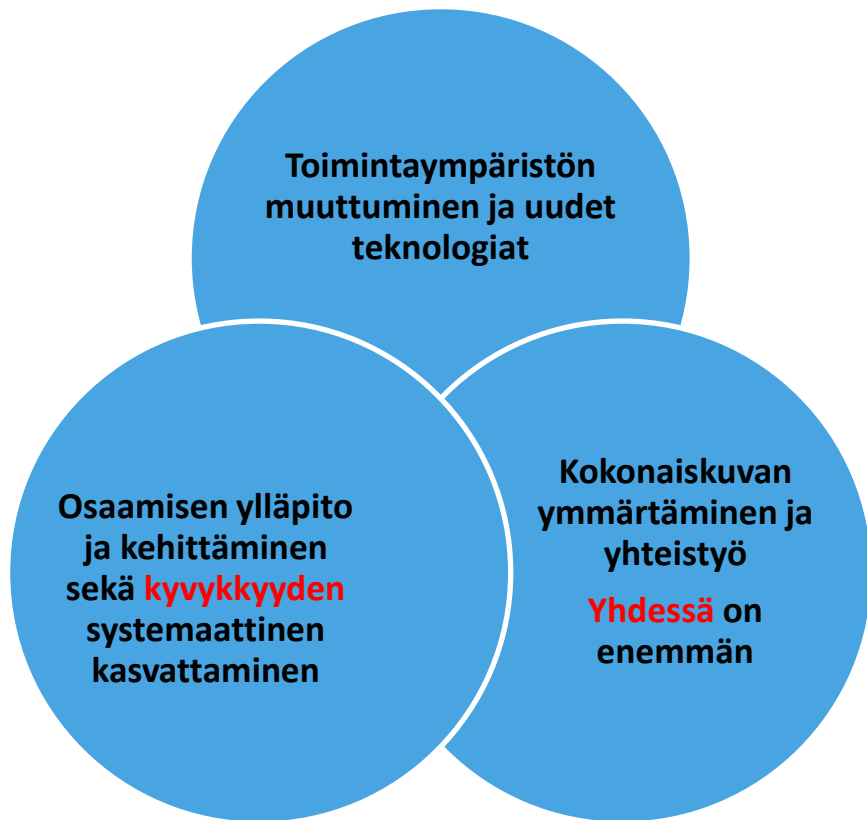 Toimintaympäristön
muuttuminen ja uudet
teknologiat
Osaamisen ylläpito
ja kehittäminen
sekä kyvykkyyden
systemaattinen
kasvattaminen
Kokonaiskuvan
ymmärtäminen ja
yhteistyö
Yhdessä on
enemmän